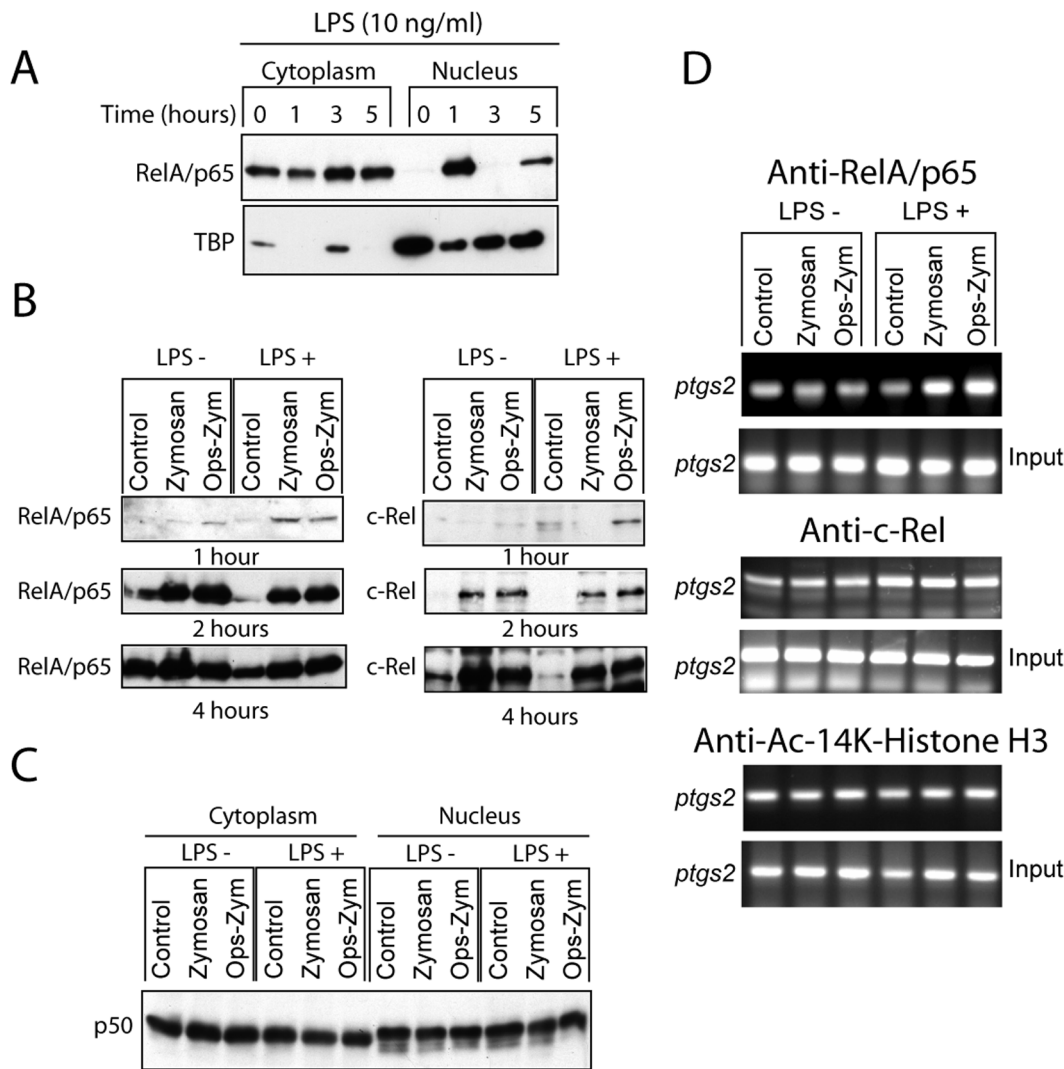 LPS (10 ng/ml)
A
Cytoplasm Nucleus
Time (hours) 0 1 3 5 0 1 3 5
RelA/p65
TBP
B
LPS - LPS +
Control Zymosan Ops-Zym Control Zymosan Ops-Zym
RelA/p65
1 hour
RelA/p65
2 hours
RelA/p65
4 hours
LPS - LPS +
Control Zymosan Ops-Zym Control Zymosan Ops-Zym
c-Rel
1 hour
c-Rel
2 hours
c-Rel
4 hours
C
Cytoplasm Nucleus
LPS - LPS + LPS - LPS +
Control Zymosan Ops-Zym Control Zymosan Ops-Zym Control Zymosan Ops-Zym Control Zymosan Ops-Zym
p50
D
Anti-RelA/p65
LPS - LPS +
Control Zymosan Ops-Zym Control Zymosan Ops-Zym
ptgs2
ptgs2 Input
Anti-c-Rel
ptgs2
ptgs2 Input
Anti-Ac-14K-Histone H3
ptgs2
ptgs2 Input